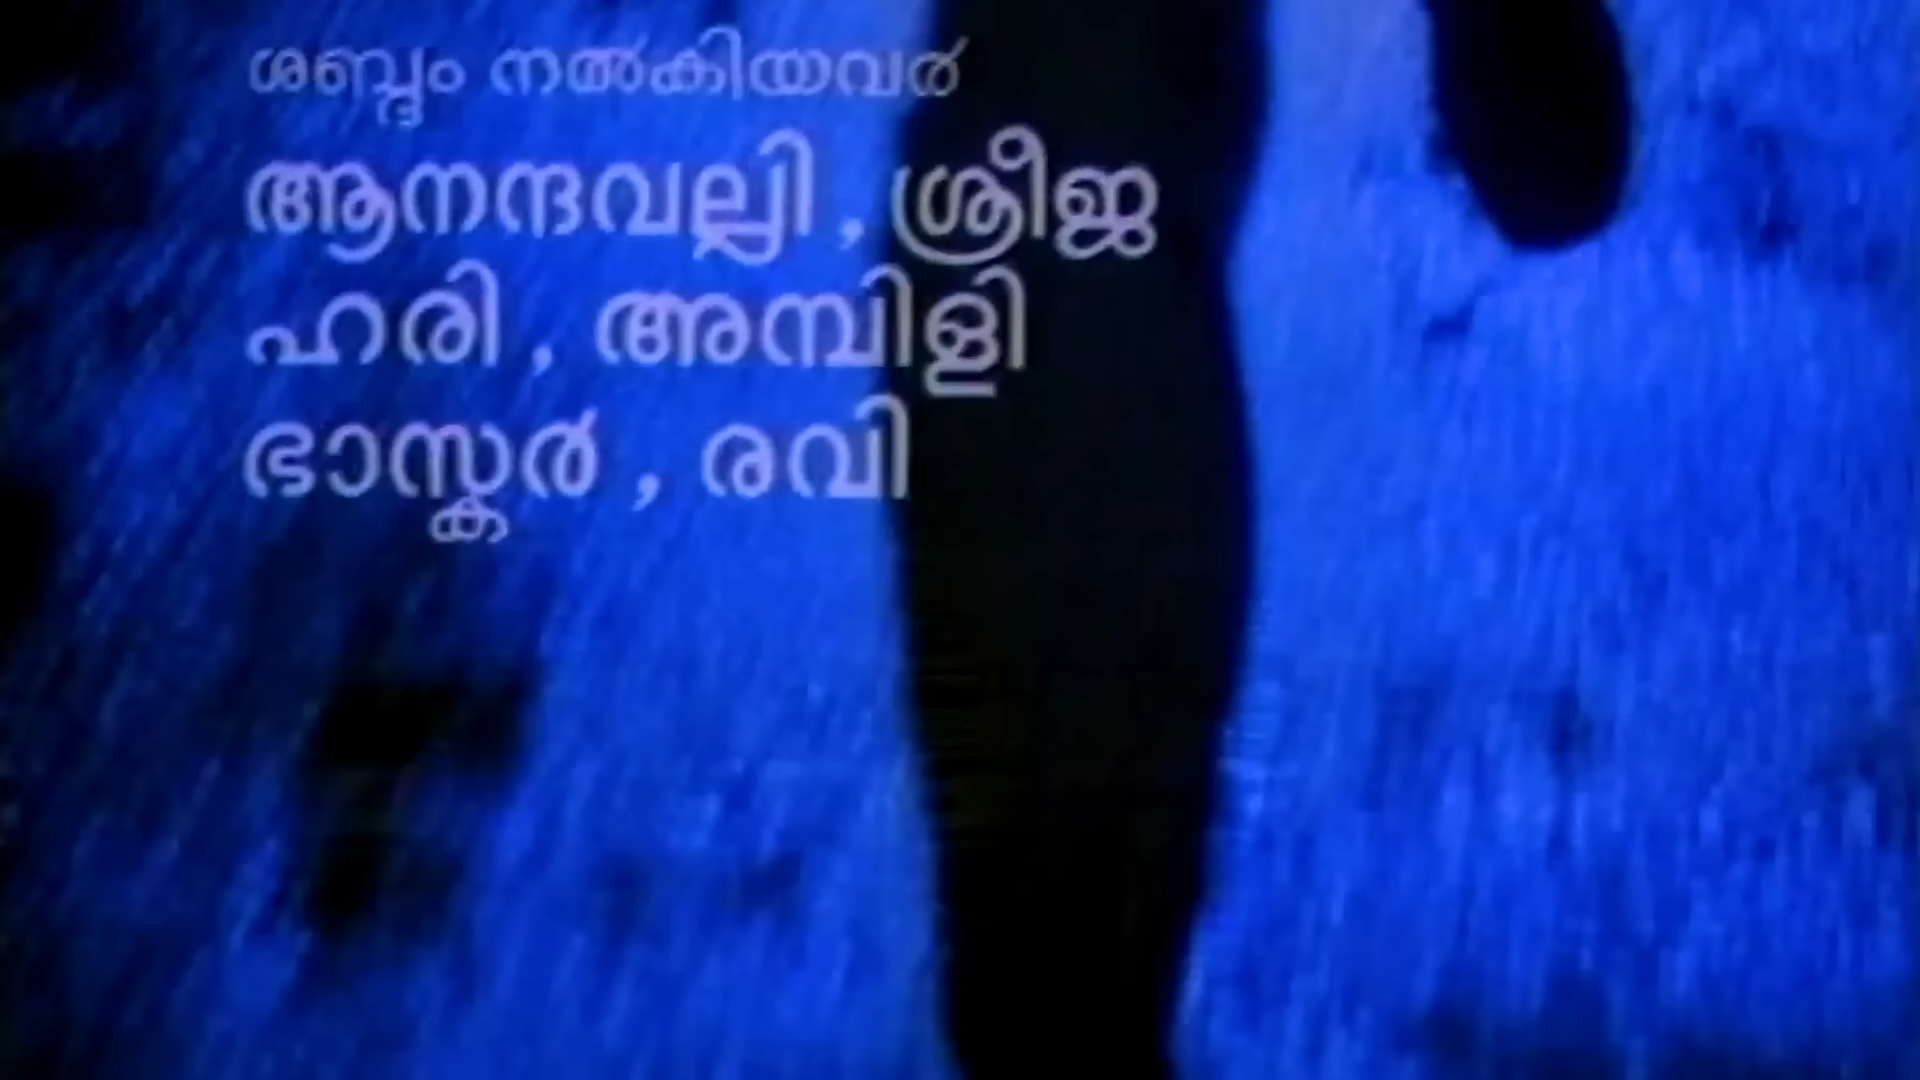 ശബ്ദം നൽകിയവർ
ആനന്ദവല്ലി , ശ്രീജ
ഹരി , അമ്പിളി
ഭാസ്കർ , രവി